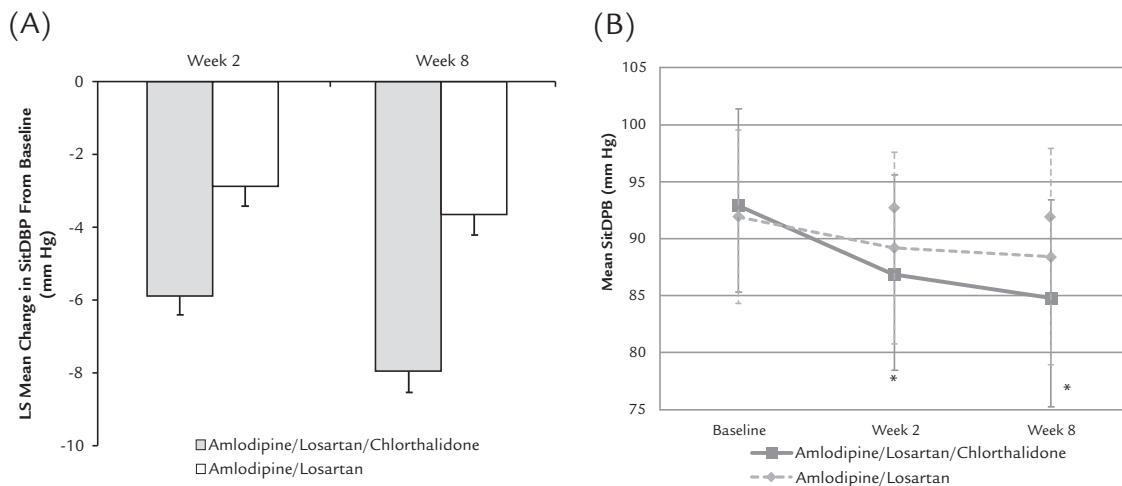 (A)
Week 2 Week 8
0
-2
-4
-6
-8
-10
LS Mean Change in SitDBP From Baseline
(mm Hg)
Amlodipine/Losartan/Chlorthalidone
Amlodipine/Losartan
(B)
105
100
95
90
85
80
75
Mean SitDPB (mm Hg)
*
*
Baseline Week 2 Week 8
Amlodipine/Losartan/Chlorthalidone
Amlodipine/Losartan